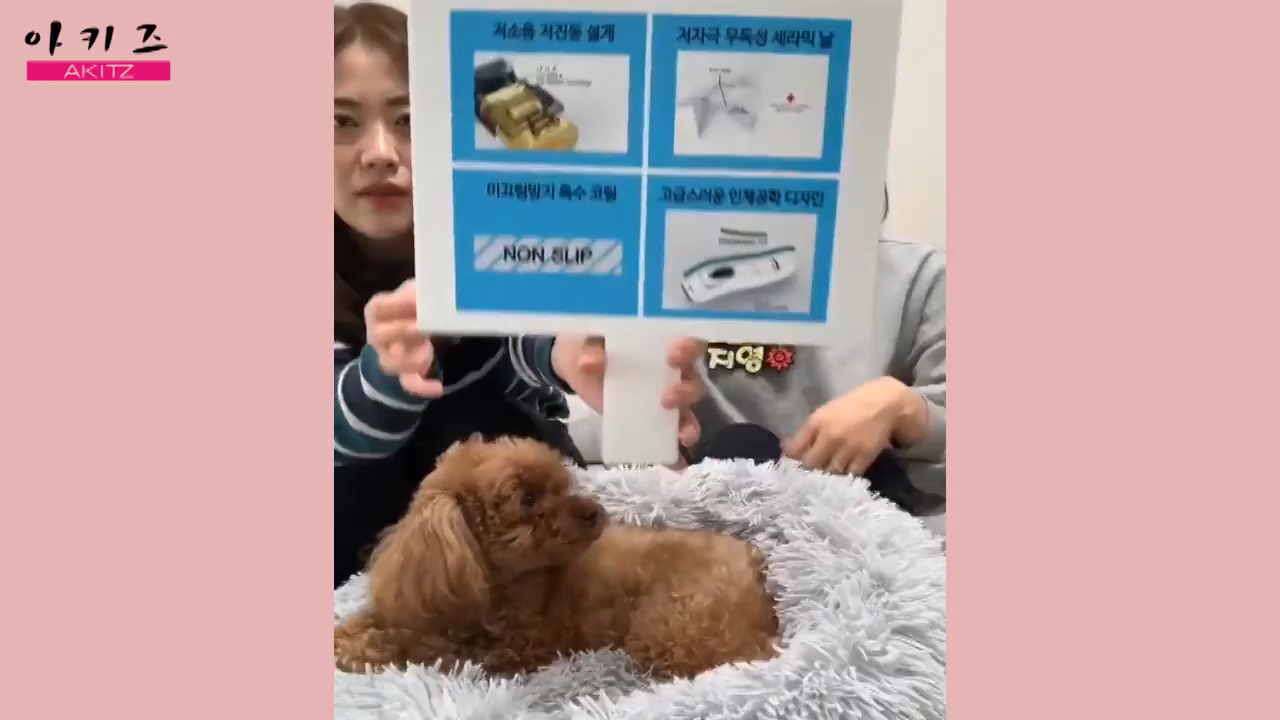 아키즈
AKITZ
저소음 저진동 설계
저자극 무독성 세라믹 날
미끄럼방지 특수 코팅
고급스러운 인체공학 디자인
NON SLIP
지영